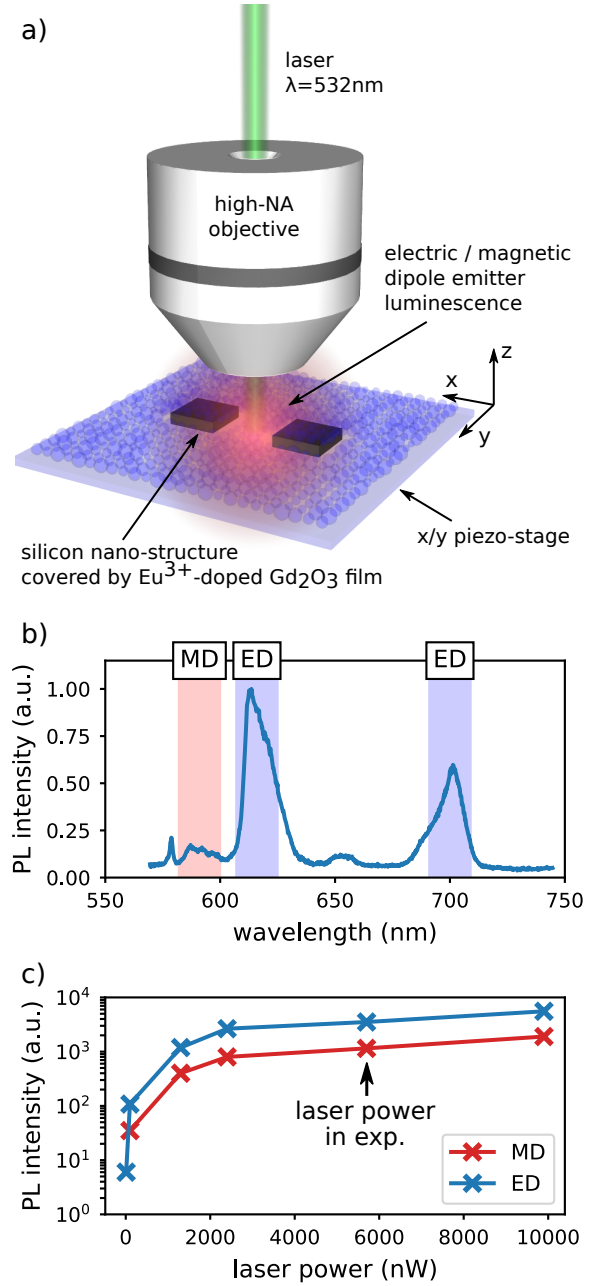 a)
laser
λ=532nm
high-NA
objective
electric / magnetic
dipole emitter
luminescence
z
x
y
x/y piezo-stage
silicon nano-structure
covered by Eu³⁺-doped Gd₂O₃ film
b)
MD ED ED
PL intensity (a.u.)
1.00
0.75
0.50
0.25
0.00
550 600 650 700 750
wavelength (nm)
c)
PL intensity (a.u.)
10⁴
10³
10²
10¹
10⁰
laser power
in exp.
MD
ED
0 2000 4000 6000 8000 10000
laser power (nW)